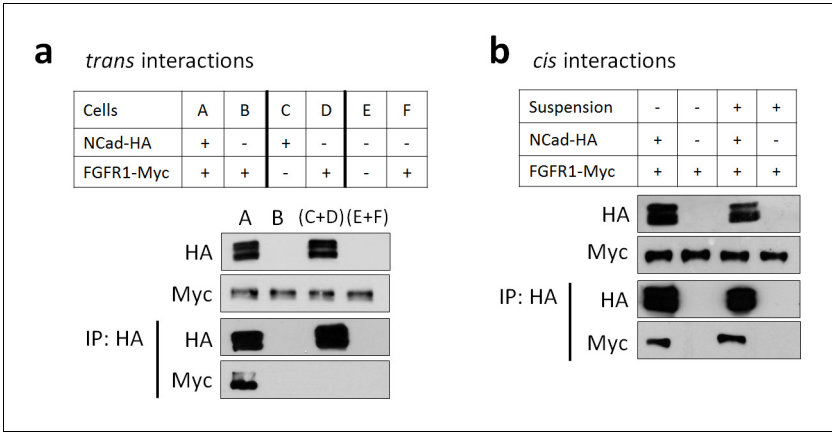 a trans interactions
Cells A B C D E F
NCad-HA + - + - - -
FGFR1-Myc + + - + - +
A B (C+D) (E+F)
HA
Myc
IP: HA HA
Myc
b cis interactions
Suspension - - + +
NCad-HA + - + -
FGFR1-Myc + + + +
HA
Myc
IP: HA HA
Myc